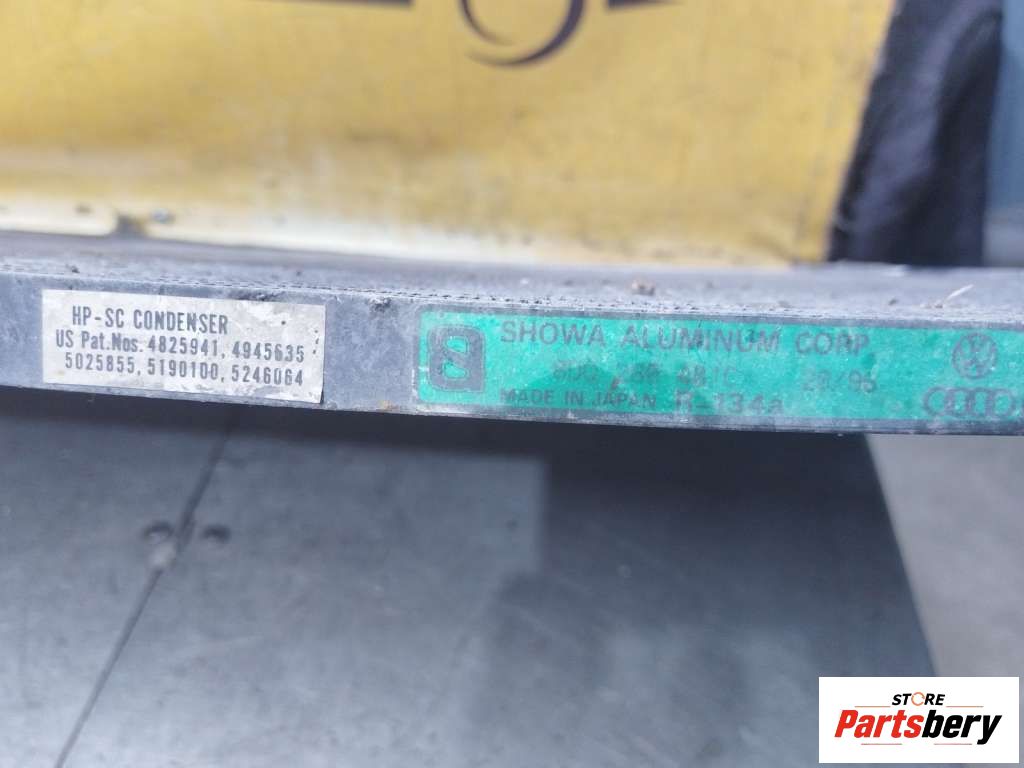 HP-SC CONDENSER
US Pat.Nos. 4825941, 4945635
5025855, 5190100, 5246064
SHOWA ALUMINUM CORP
MADE IN JAPAN R-134a
STORE
Partsbery